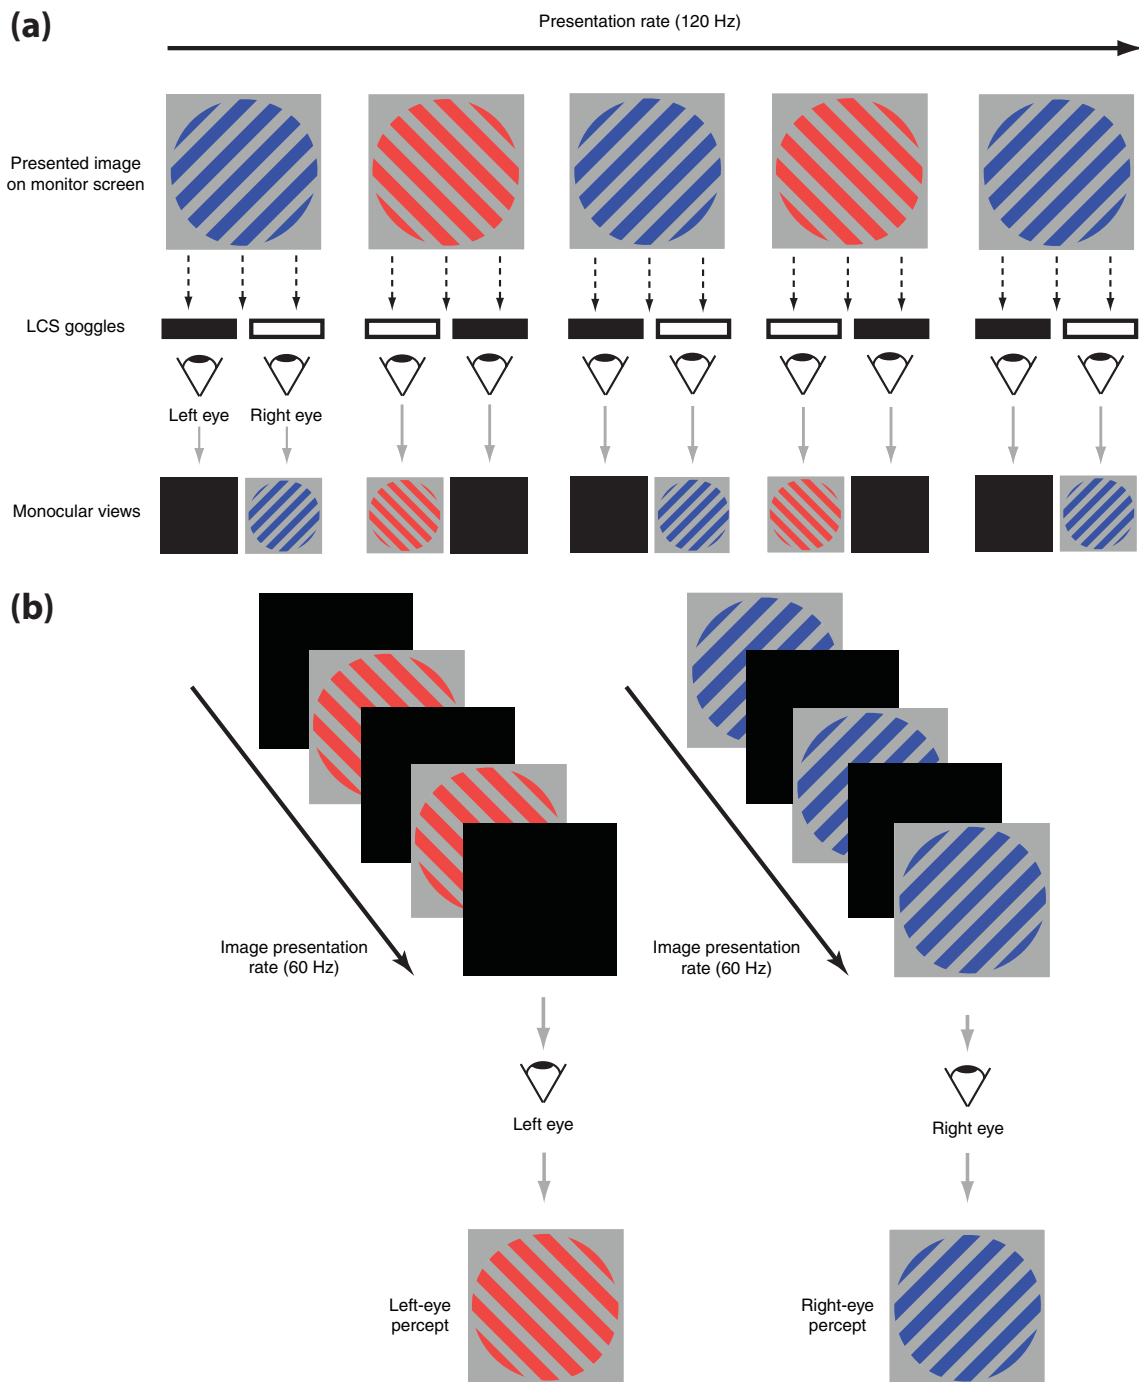 (a)
Presentation rate (120 Hz)
Presented image
on monitor screen
LCS goggles
Left eye
Right eye
Monocular views
(b)
Image presentation
rate (60 Hz)
Image presentation
rate (60 Hz)
Left eye
Right eye
Left-eye
percept
Right-eye
percept